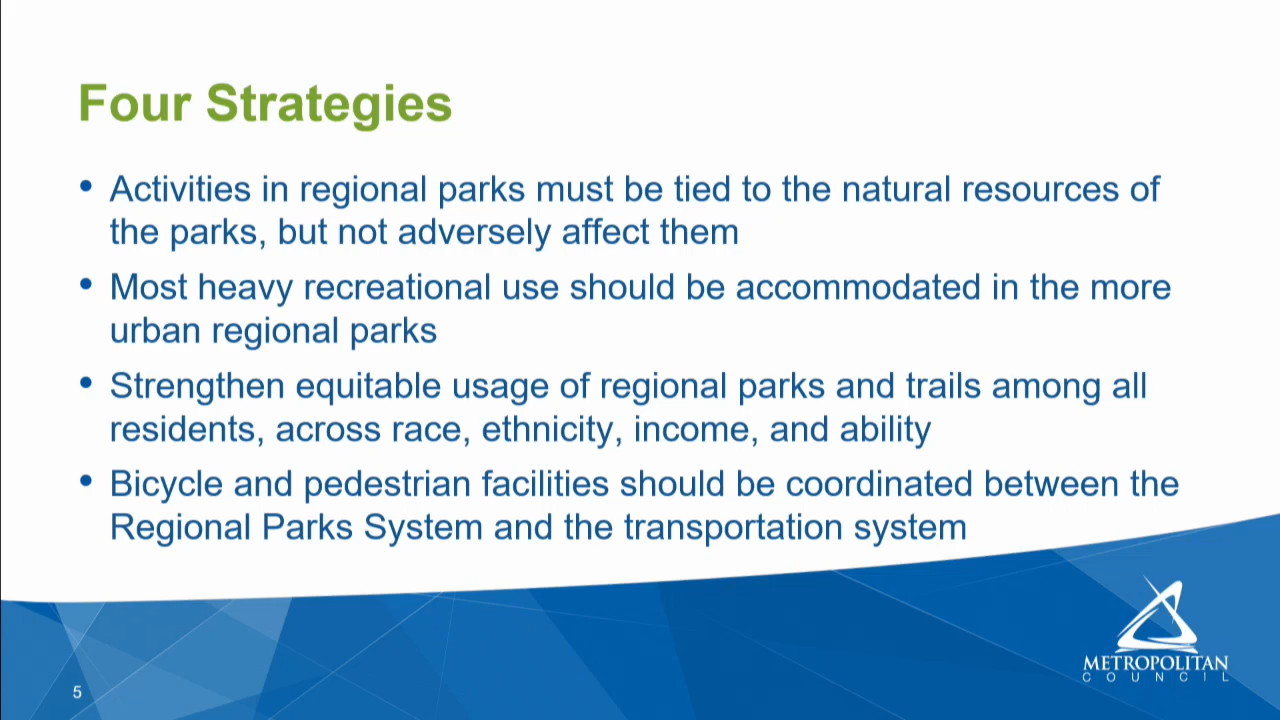 Four Strategies
• Activities in regional parks must be tied to the natural resources of
the parks, but not adversely affect them
• Most heavy recreational use should be accommodated in the more
urban regional parks
• Strengthen equitable usage of regional parks and trails among all
residents, across race, ethnicity, income, and ability
• Bicycle and pedestrian facilities should be coordinated between the
Regional Parks System and the transportation system
METROPOLITAN
COUNCIL
5